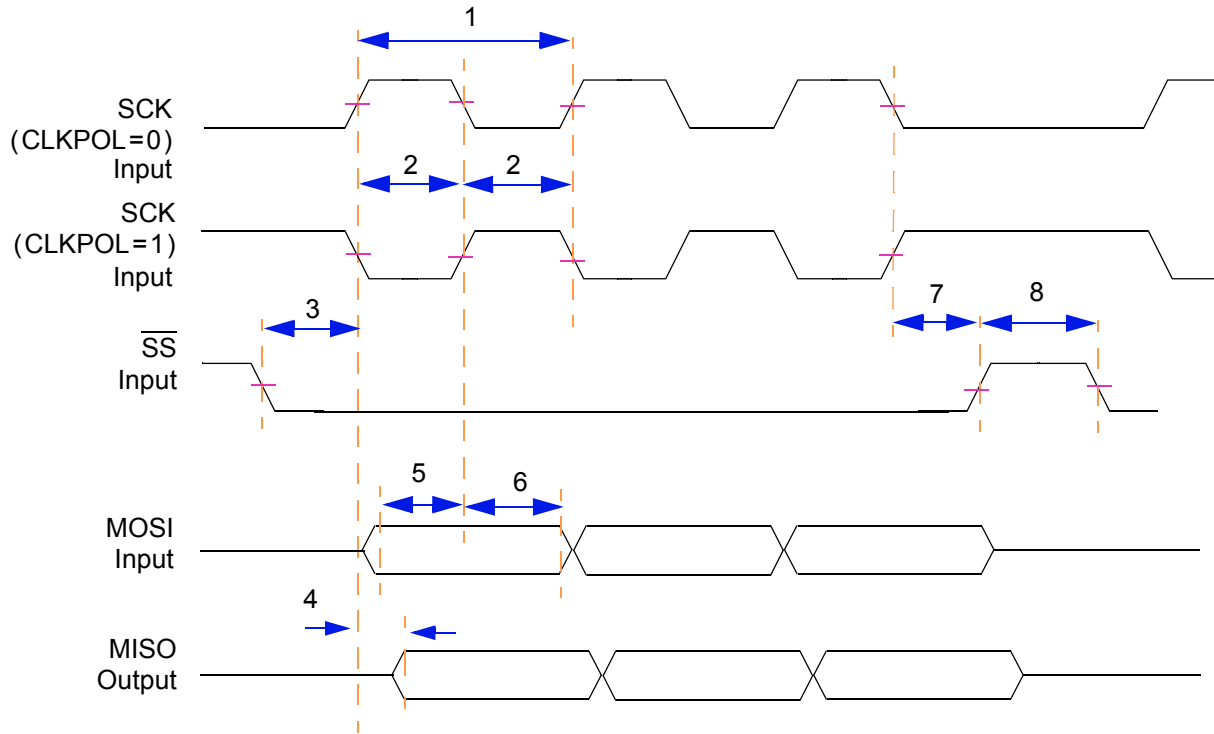 1
SCK
(CLKPOL=0)
Input
2
2
SCK
(CLKPOL=1)
Input
3
7
8
SS
Input
5
6
MOSI
Input
4
MISO
Output